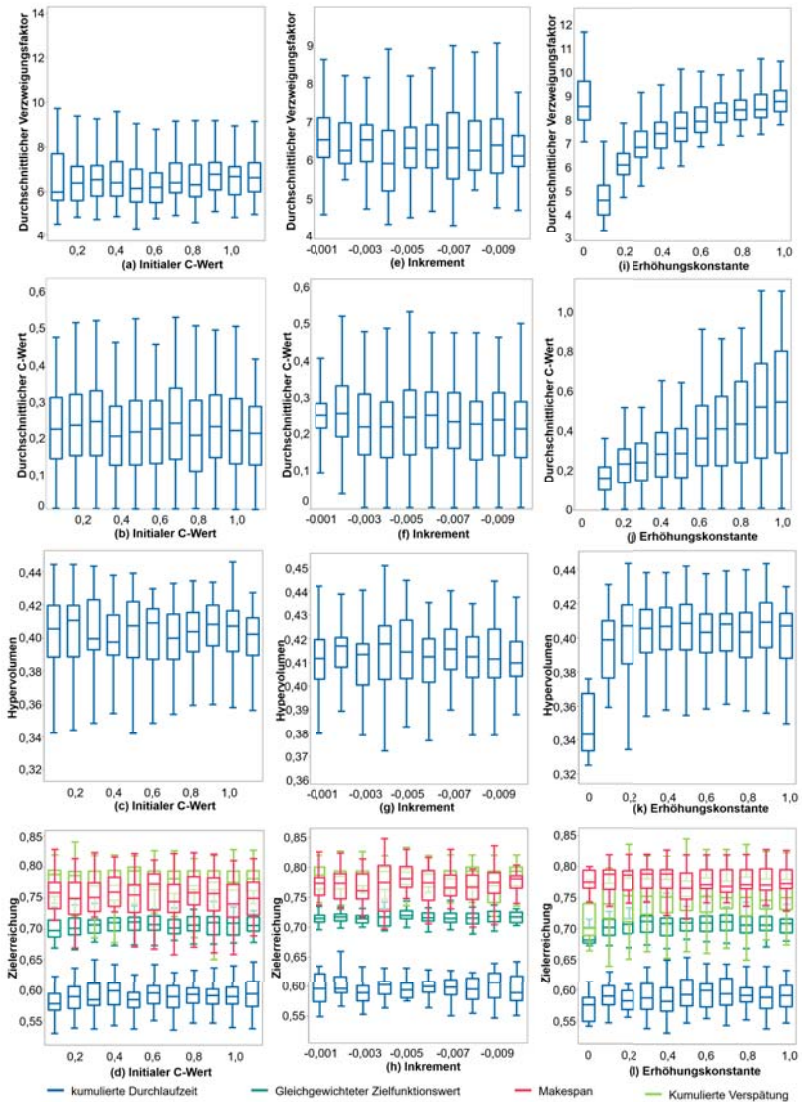 Durchschnittlicher Verzweigungsfaktor
14
12
10
8
6
4
0,2 0,4 0,6 0,8 1,0
(a) Initialer C-Wert
Durchschnittlicher Verzweigungsfaktor
9
8
7
6
5
4
-0,001 -0,003 -0,005 -0,007 -0,009
(e) Inkrement
Durchschnittlicher Verzweigungsfaktor
12
11
10
9
8
7
6
5
4
3
0 0,2 0,4 0,6 0,8 1,0
(i) Erhöhungskonstante
Durchschnittlicher C-Wert
0,6
0,5
0,4
0,3
0,2
0,1
0
0,2 0,4 0,6 0,8 1,0
(b) Initialer C-Wert
Durchschnittlicher C-Wert
0,6
0,5
0,4
0,3
0,2
0,1
0
-0001 -0,003 -0,005 -0,007 -0,009
(f) Inkrement
Durchschnittlicher C-Wert
1,0
0,8
0,6
0,4
0,2
0
0 0,2 0,4 0,6 0,8 1,0
(j) Erhöhungskonstante
Hypervolumen
0,44
0,42
0,40
0,38
0,36
0,34
0,32
0,2 0,4 0,6 0,8 1,0
(c) Initialer C-Wert
Hypervolumen
0,46
0,45
0,44
0,43
0,42
0,41
0,40
0,39
0,38
0,37
0,36
-0,001 -0,003 -0,005 -0,007 -0,009
(g) Inkrement
Hypervolumen
0,44
0,42
0,40
0,38
0,36
0,34
0,32
0 0,2 0,4 0,6 0,8 1,0
(k) Erhöhungskonstante
Zielerreichung
0,85
0,80
0,75
0,70
0,65
0,60
0,55
0,2 0,4 0,6 0,8 1,0
(d) Initialer C-Wert
Zielerreichung
0,85
0,80
0,75
0,70
0,65
0,60
0,55
-0,001 -0,003 -0,005 -0,007 -0,009
(h) Inkrement
Zielerreichung
0,85
0,80
0,75
0,70
0,65
0,60
0,55
0 0,2 0,4 0,6 0,8 1,0
(l) Erhöhungskonstante
kumulierte Durchlaufzeit Gleichgewichteter Zielfunktionswert Makespan Kumulierte Verspätung